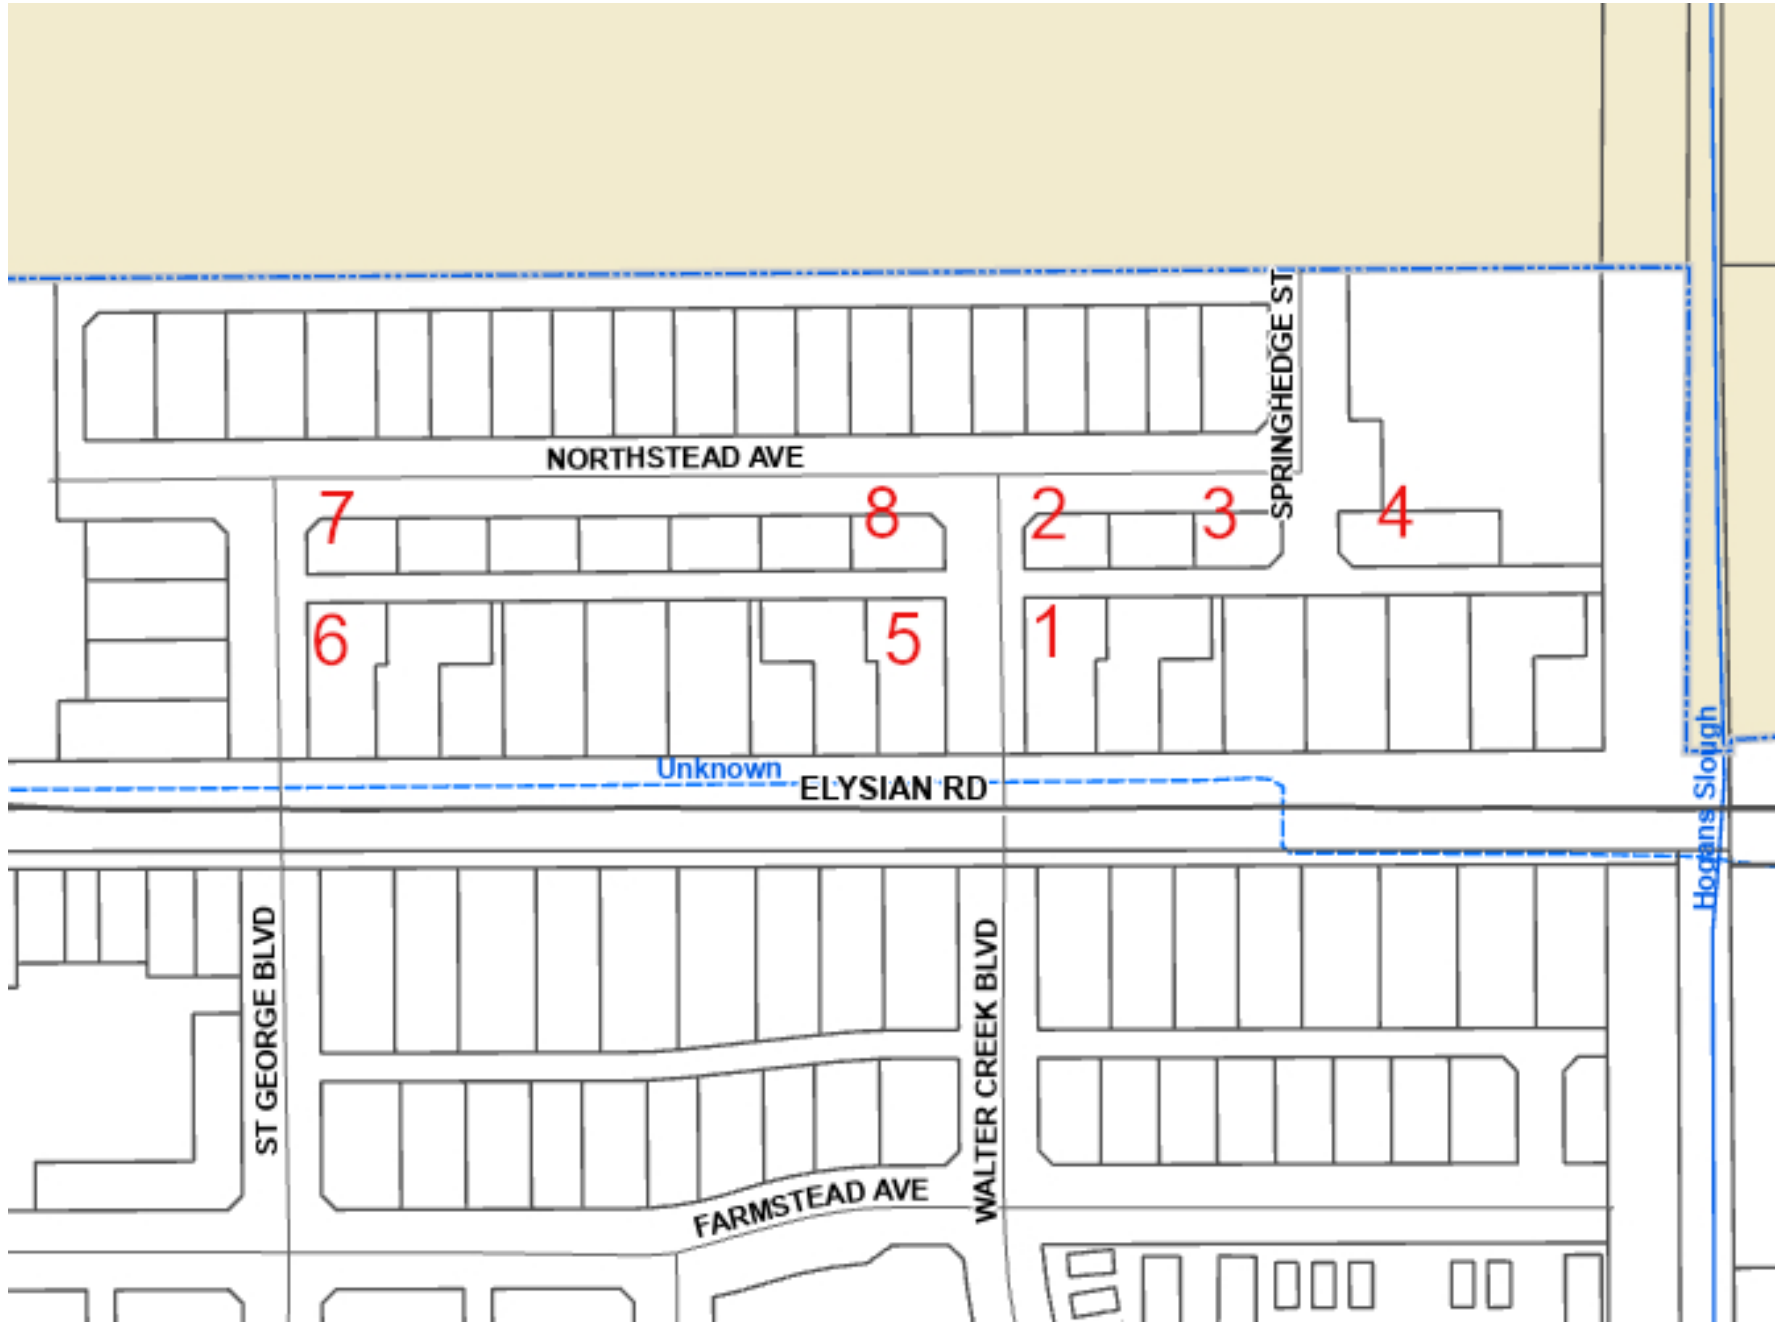 SPRINGHEDGE ST
NORTHSTEAD AVE
7
8
2
3
4
6
5
1
Unknown
ELYSIAN RD
Hogans Slough
ST GEORGE BLVD
WALTER CREEK BLVD
FARMSTEAD AVE